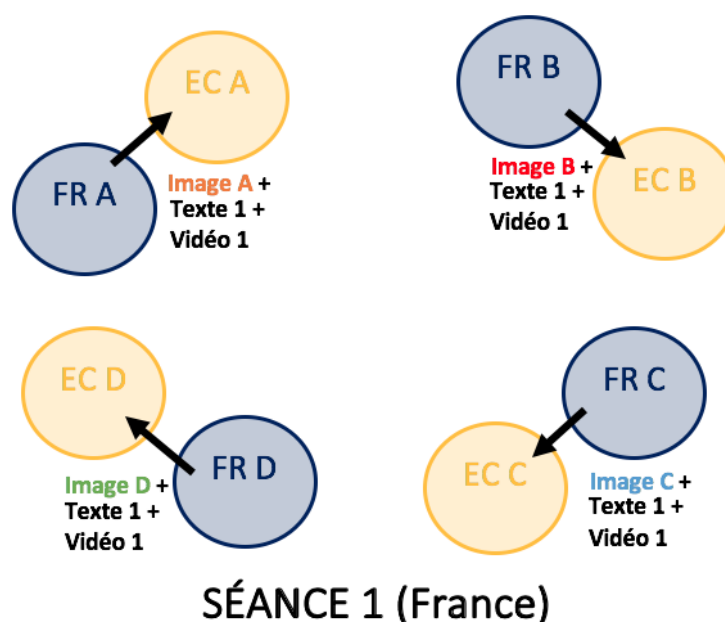 EC A
FR A
Image A +
Texte 1 +
Vidéo 1
FR B
EC B
Image B +
Texte 1 +
Vidéo 1
EC D
FR D
Image D +
Texte 1 +
Vidéo 1
FR C
EC C
Image C +
Texte 1 +
Vidéo 1
SÉANCE 1 (France)